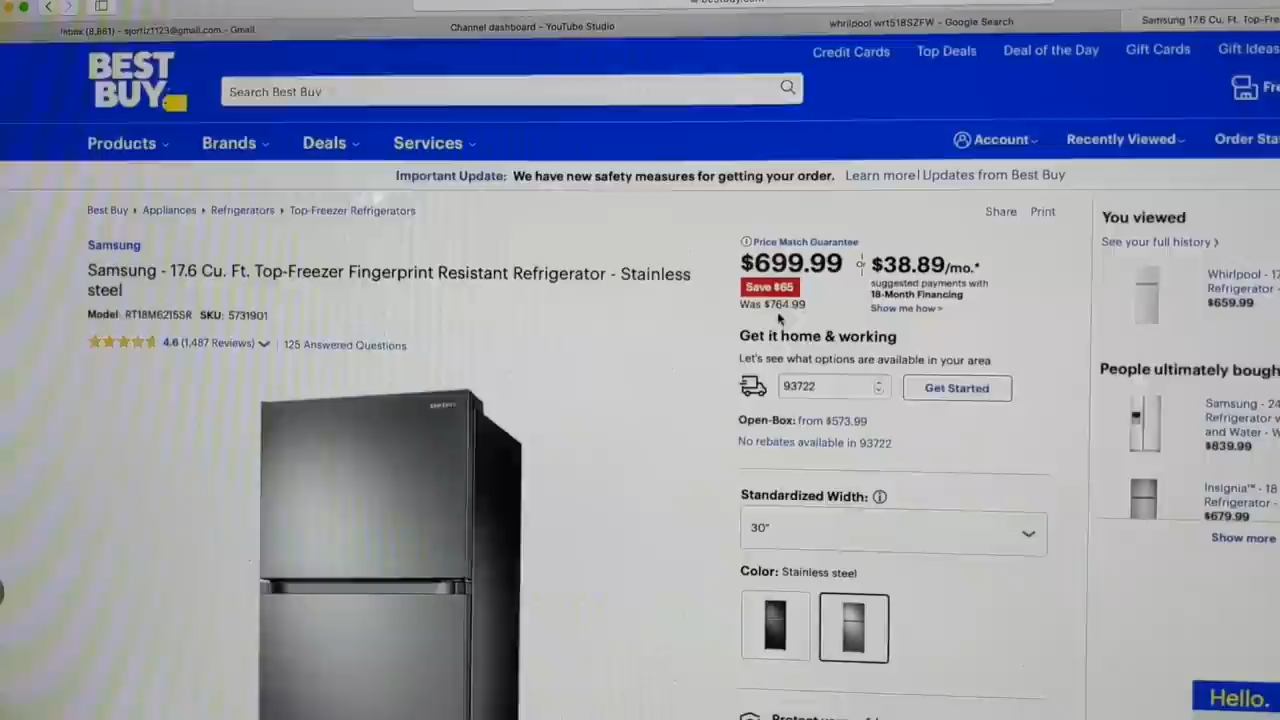 bestbuy.com
Inbox (8,861) - sjortiz1123@gmail.com - Gmail
Channel dashboard - YouTube Studio
whrilpool wrt518SZFW - Google Search
Samsung 17.6 Cu. Ft. Top-Fre
Credit Cards
Top Deals
Deal of the Day
Gift Cards
Gift Ideas
BEST
BUY
Search Best Buy
Fre
Products
Brands
Deals
Services
Account
Recently Viewed
Order Sta
Important Update: We have new safety measures for getting your order. Learn more | Updates from Best Buy
Best Buy › Appliances › Refrigerators › Top-Freezer Refrigerators
Share
Print
Samsung
Samsung - 17.6 Cu. Ft. Top-Freezer Fingerprint Resistant Refrigerator - Stainless
steel
Model: RT18M6215SR SKU: 5731901
4.6 (1,487 Reviews)
125 Answered Questions
Price Match Guarantee
$699.99 or $38.89/mo.*
Save $65
Was $764.99
suggested payments with
18-Month Financing
Show me how >
Get it home & working
Let's see what options are available in your area
93722
Get Started
Open-Box: from $573.99
No rebates available in 93722
Standardized Width:
30"
Color: Stainless steel
SAMSUNG
You viewed
See your full history >
Whirlpool - 17
Refrigerator -
$659.99
People ultimately bough
Samsung - 24
Refrigerator w
and Water - W
$839.99
Insignia™ - 18
Refrigerator -
$679.99
Show more
Hello.